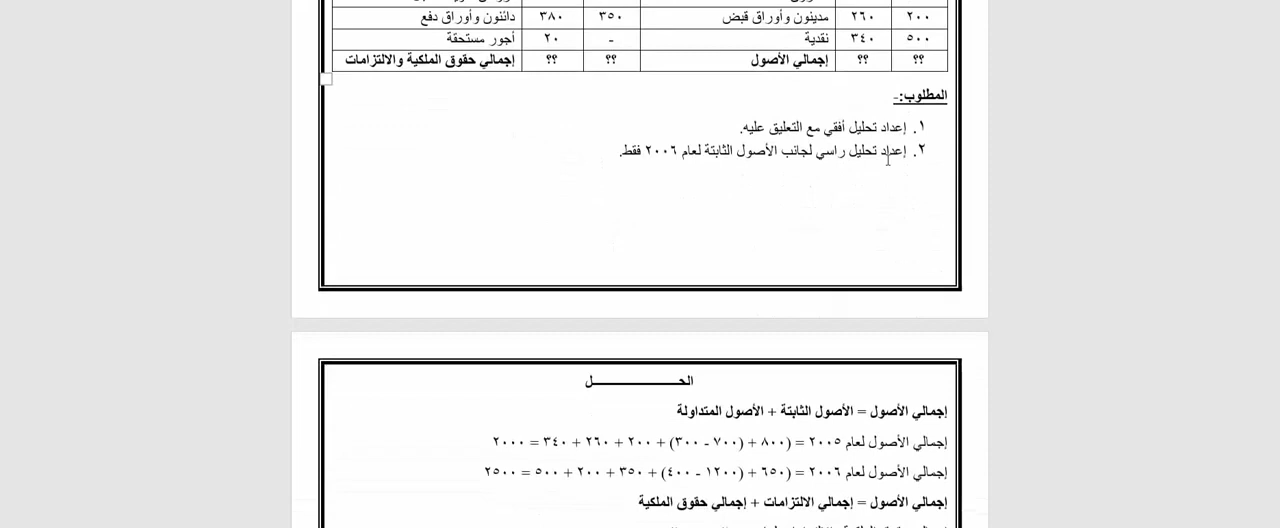 ٢٠٠ ٢٦٠ مدينون وأوراق قبض ٣٥٠ ٣٨٠ دائنون وأوراق دفع
٥٠٠ ٣٤٠ نقدية - ٢٠ أجور مستحقة
؟؟ ؟؟ إجمالي الأصول ؟؟ ؟؟ إجمالي حقوق الملكية والالتزامات
المطلوب:-
١. إعداد تحليل أفقي مع التعليق عليه.
٢. إعداد تحليل راسي لجانب الأصول الثابتة لعام ٢٠٠٦ فقط.
الحـــــــــــــل
إجمالي الأصول = الأصول الثابتة + الأصول المتداولة
إجمالي الأصول لعام ٢٠٠٥ = (٨٠٠ + (٧٠٠ - ٣٠٠) + ٢٠٠ + ٢٦٠ + ٣٤٠ = ٢٠٠٠
إجمالي الأصول لعام ٢٠٠٦ = (٦٥٠ + (١٢٠٠ - ٤٠٠) + ٣٥٠ + ٢٠٠ + ٥٠٠ = ٢٥٠٠
إجمالي الأصول = إجمالي الالتزامات + إجمالي حقوق الملكية